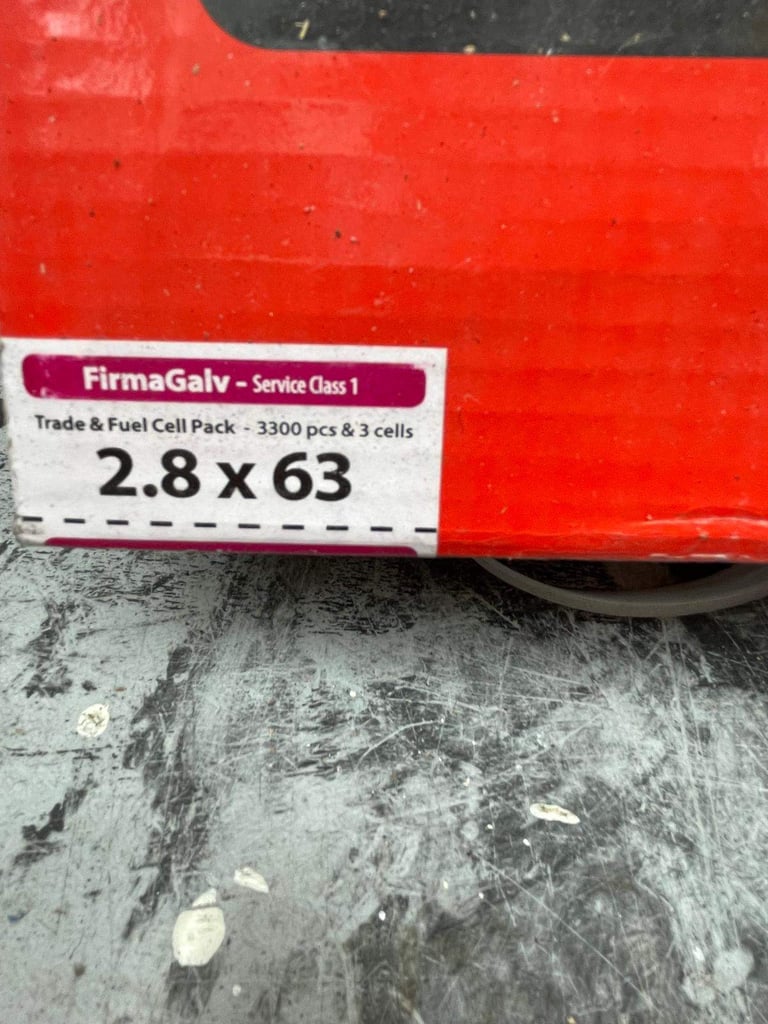 FirmaGalv – Service Class 1
Trade & Fuel Cell Pack - 3300 pcs & 3 cells
2.8 x 63